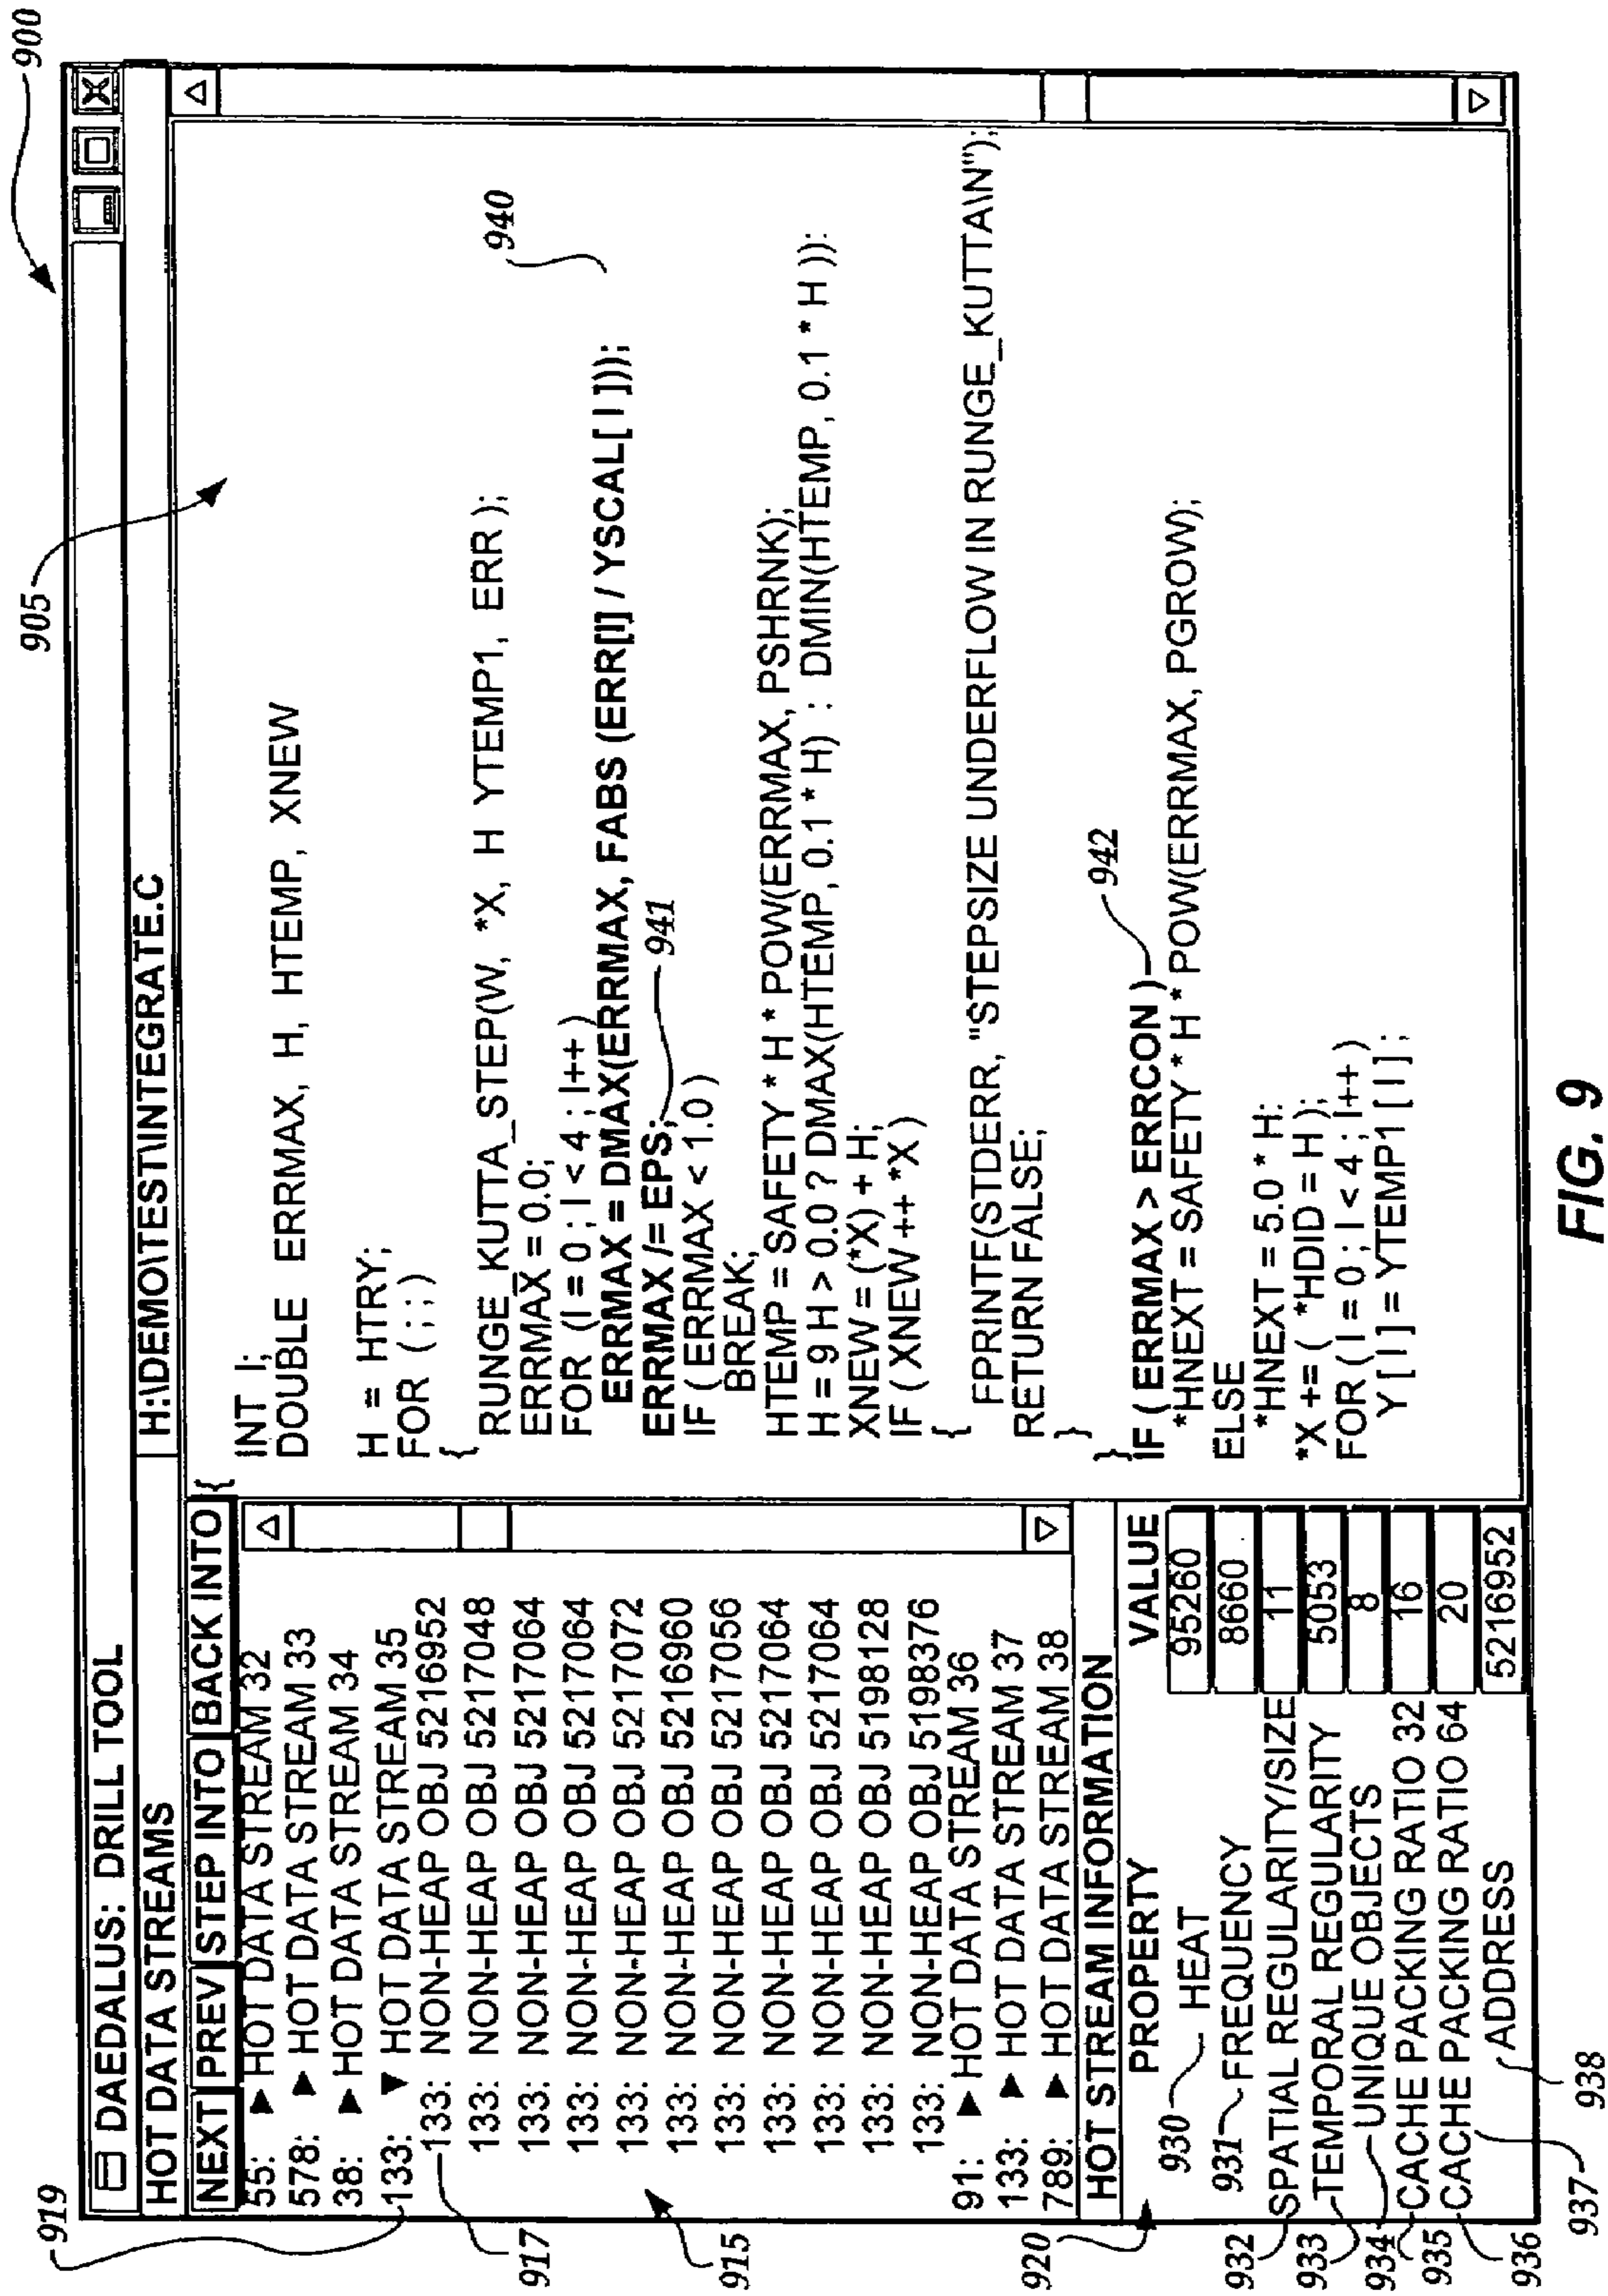 900
905
DAEDALUS: DRILL TOOL
HOT DATA STREAMS
H:\DEMO\TEST\INTEGRATE.C
NEXT PREV STEP INTO BACK INTO
919
55: ▶ HOT DATA STREAM 32
578: ▶ HOT DATA STREAM 33
38: ▶ HOT DATA STREAM 34
133: ▼ HOT DATA STREAM 35
917
133: NON-HEAP OBJ 5216952
133: NON-HEAP OBJ 5217048
133: NON-HEAP OBJ 5217064
133: NON-HEAP OBJ 5217064
133: NON-HEAP OBJ 5217072
133: NON-HEAP OBJ 5216960
133: NON-HEAP OBJ 5217056
133: NON-HEAP OBJ 5217064
133: NON-HEAP OBJ 5217064
133: NON-HEAP OBJ 5198128
133: NON-HEAP OBJ 5198376
915
91: ▶ HOT DATA STREAM 36
133: ▶ HOT DATA STREAM 37
789: ▶ HOT DATA STREAM 38
920
HOT STREAM INFORMATION
PROPERTY VALUE
930 HEAT 95260
931 FREQUENCY 8660
932 SPATIAL REGULARITY/SIZE 11
933 TEMPORAL REGULARITY 5053
934 UNIQUE OBJECTS 8
935 CACHE PACKING RATIO 32 16
936 CACHE PACKING RATIO 64 20
937
938 ADDRESS 5216952
{
INT I;
DOUBLE ERRMAX, H, HTEMP, XNEW
H = HTRY;
FOR ( ; ; )
{
RUNGE_KUTTA_STEP(W, *X, H YTEMP1, ERR );
ERRMAX = 0.0;
FOR (I = 0 ; I < 4 ; I++ )
ERRMAX = DMAX(ERRMAX, FABS (ERR[I] / YSCAL[ I ]));
940
ERRMAX /= EPS;
941
IF ( ERRMAX < 1.0 )
BREAK;
HTEMP = SAFETY * H * POW(ERRMAX, PSHRNK);
H = 9 H > 0.0 ? DMAX(HTEMP, 0.1 * H) : DMIN(HTEMP, 0.1 * H )):
XNEW = (*X) + H;
IF ( XNEW ++ *X )
{
FPRINTF(STDERR, "STEPSIZE UNDERFLOW IN RUNGE_KUTTA\N");
RETURN FALSE;
}
}
IF ( ERRMAX > ERRCON )
942
*HNEXT = SAFETY * H * POW(ERRMAX, PGROW);
ELSE
*HNEXT = 5.0 * H:
*X += ( *HDID = H );
FOR ( I = 0 ; I < 4 ; I++ )
Y [ I ] = YTEMP1 [ I ] ;
FIG. 9